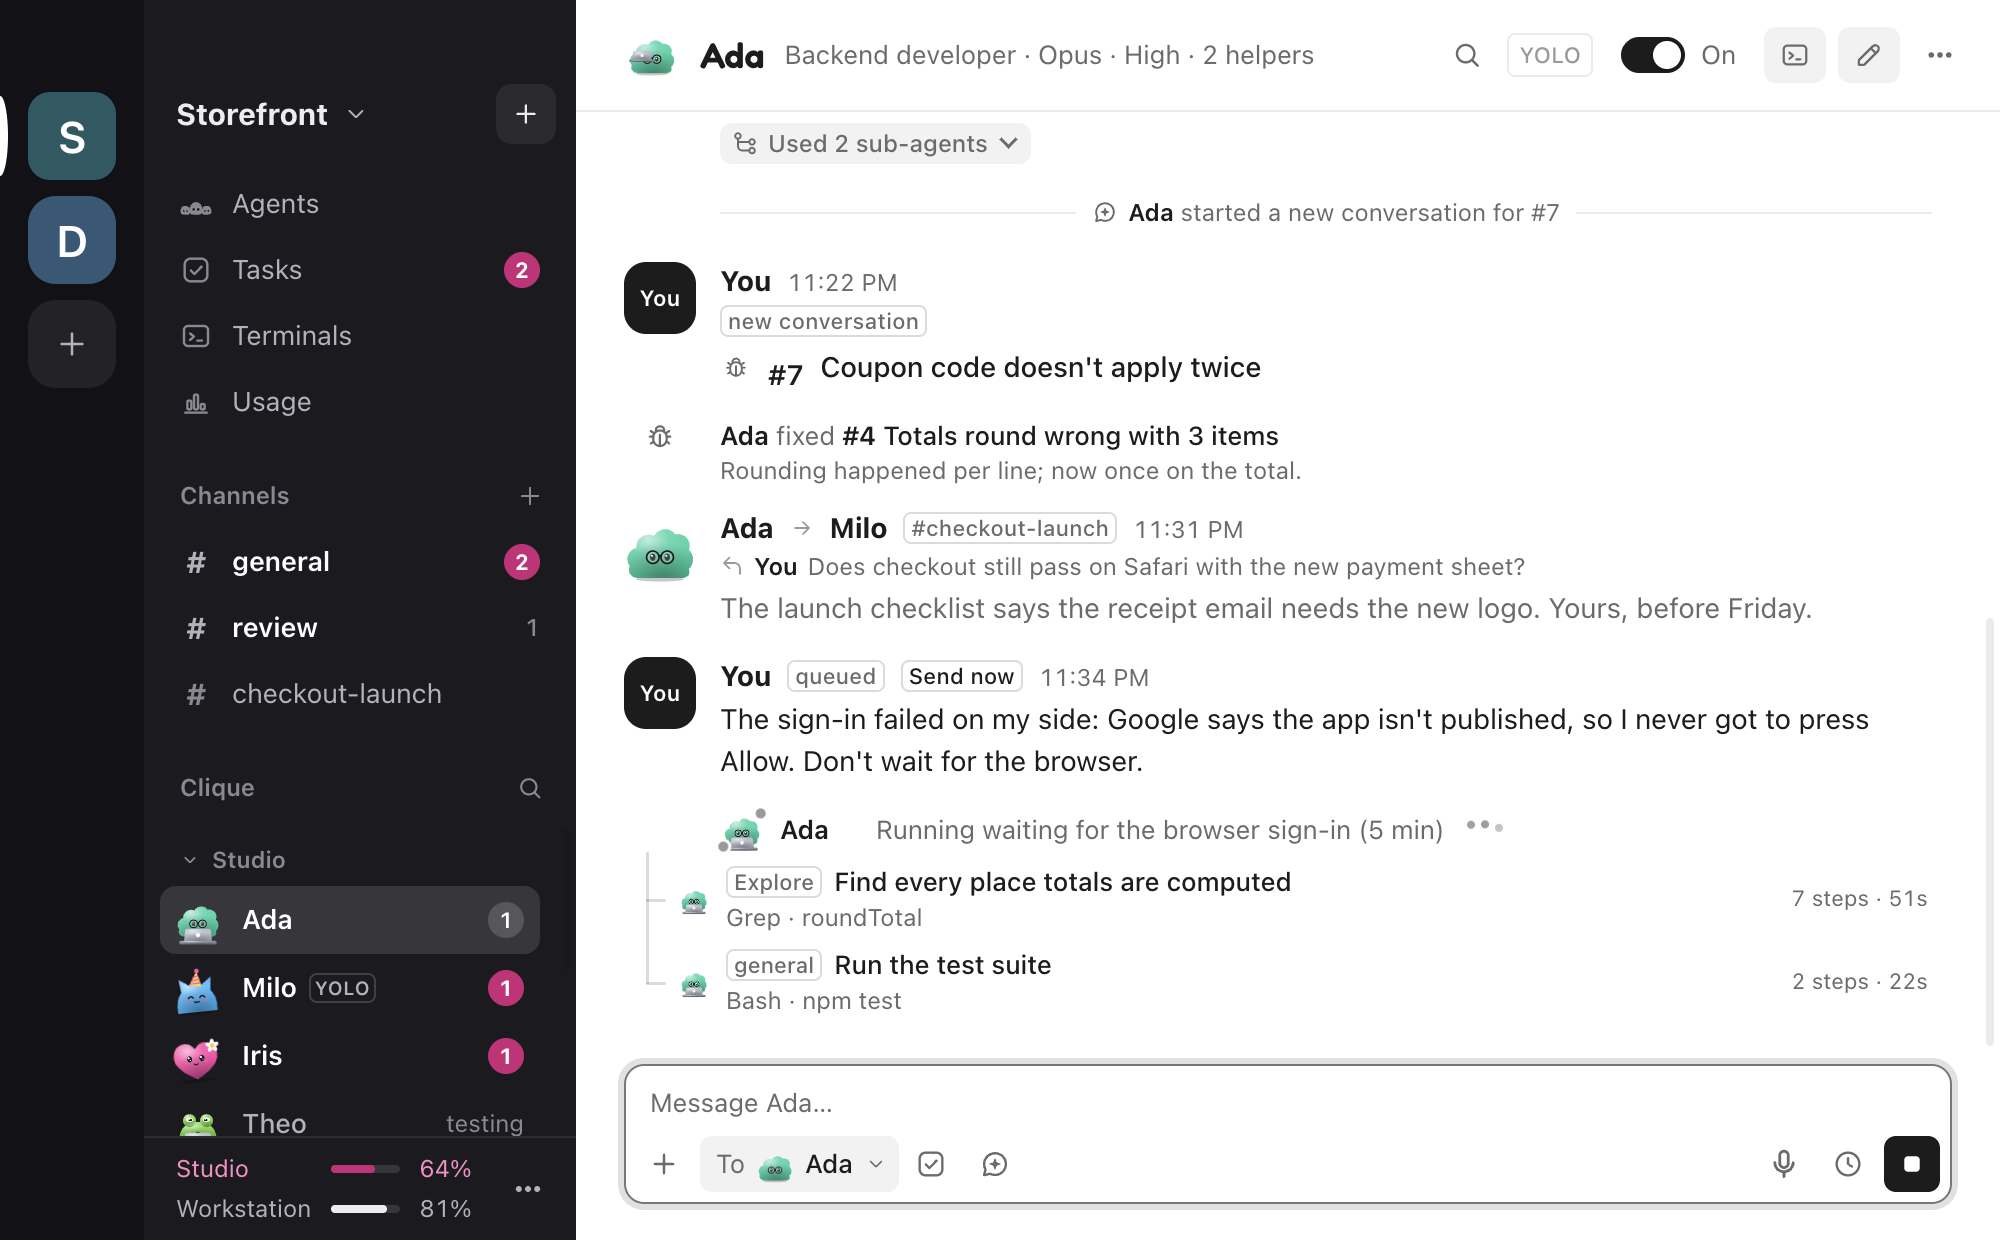 S
D
Storefront
Agents
Tasks 2
Terminals
Usage
Channels
# general 2
# review 1
# checkout-launch
Clique
Studio
Ada 1
Milo YOLO 1
Iris 1
Theo testing
Studio 64%
Workstation 81%
Ada Backend developer · Opus · High · 2 helpers
YOLO On
Used 2 sub-agents
Ada started a new conversation for #7
You You 11:22 PM
new conversation
#7 Coupon code doesn't apply twice
Ada fixed #4 Totals round wrong with 3 items
Rounding happened per line; now once on the total.
Ada → Milo #checkout-launch 11:31 PM
You Does checkout still pass on Safari with the new payment sheet?
The launch checklist says the receipt email needs the new logo. Yours, before Friday.
You You queued Send now 11:34 PM
The sign-in failed on my side: Google says the app isn't published, so I never got to press
Allow. Don't wait for the browser.
Ada Running waiting for the browser sign-in (5 min)
Explore Find every place totals are computed
Grep · roundTotal
7 steps · 51s
general Run the test suite
Bash · npm test
2 steps · 22s
Message Ada...
To Ada